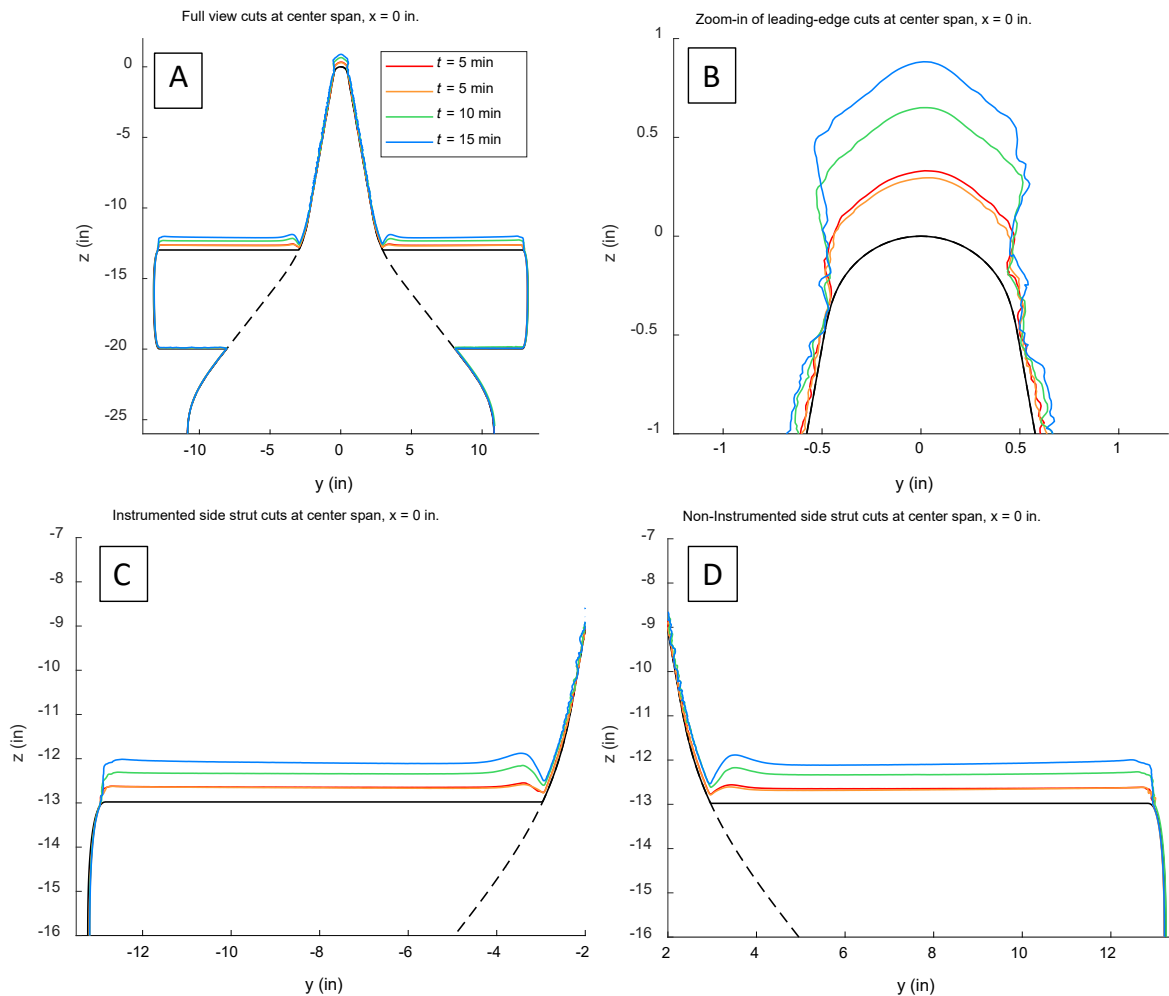 Full view cuts at center span, x = 0 in.
A
t = 5 min
t = 5 min
t = 10 min
t = 15 min
0
-5
-10
-15
-20
-25
z (in)
-10
-5
0
5
10
y (in)
Zoom-in of leading-edge cuts at center span, x = 0 in.
B
1
0.5
0
-0.5
-1
z (in)
-1
-0.5
0
0.5
1
y (in)
Instrumented side strut cuts at center span, x = 0 in.
C
-7
-8
-9
-10
-11
-12
-13
-14
-15
-16
z (in)
-12
-10
-8
-6
-4
-2
y (in)
Non-Instrumented side strut cuts at center span, x = 0 in.
D
-7
-8
-9
-10
-11
-12
-13
-14
-15
-16
z (in)
2
4
6
8
10
12
y (in)